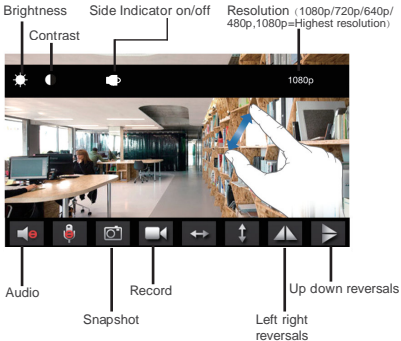 Brightness
Side Indicator on/off
Resolution（1080p/720p/640p/
480p,1080p=Highest resolution）
Contrast
1080p
Audio
Record
Up down reversals
Snapshot
Left right
reversals